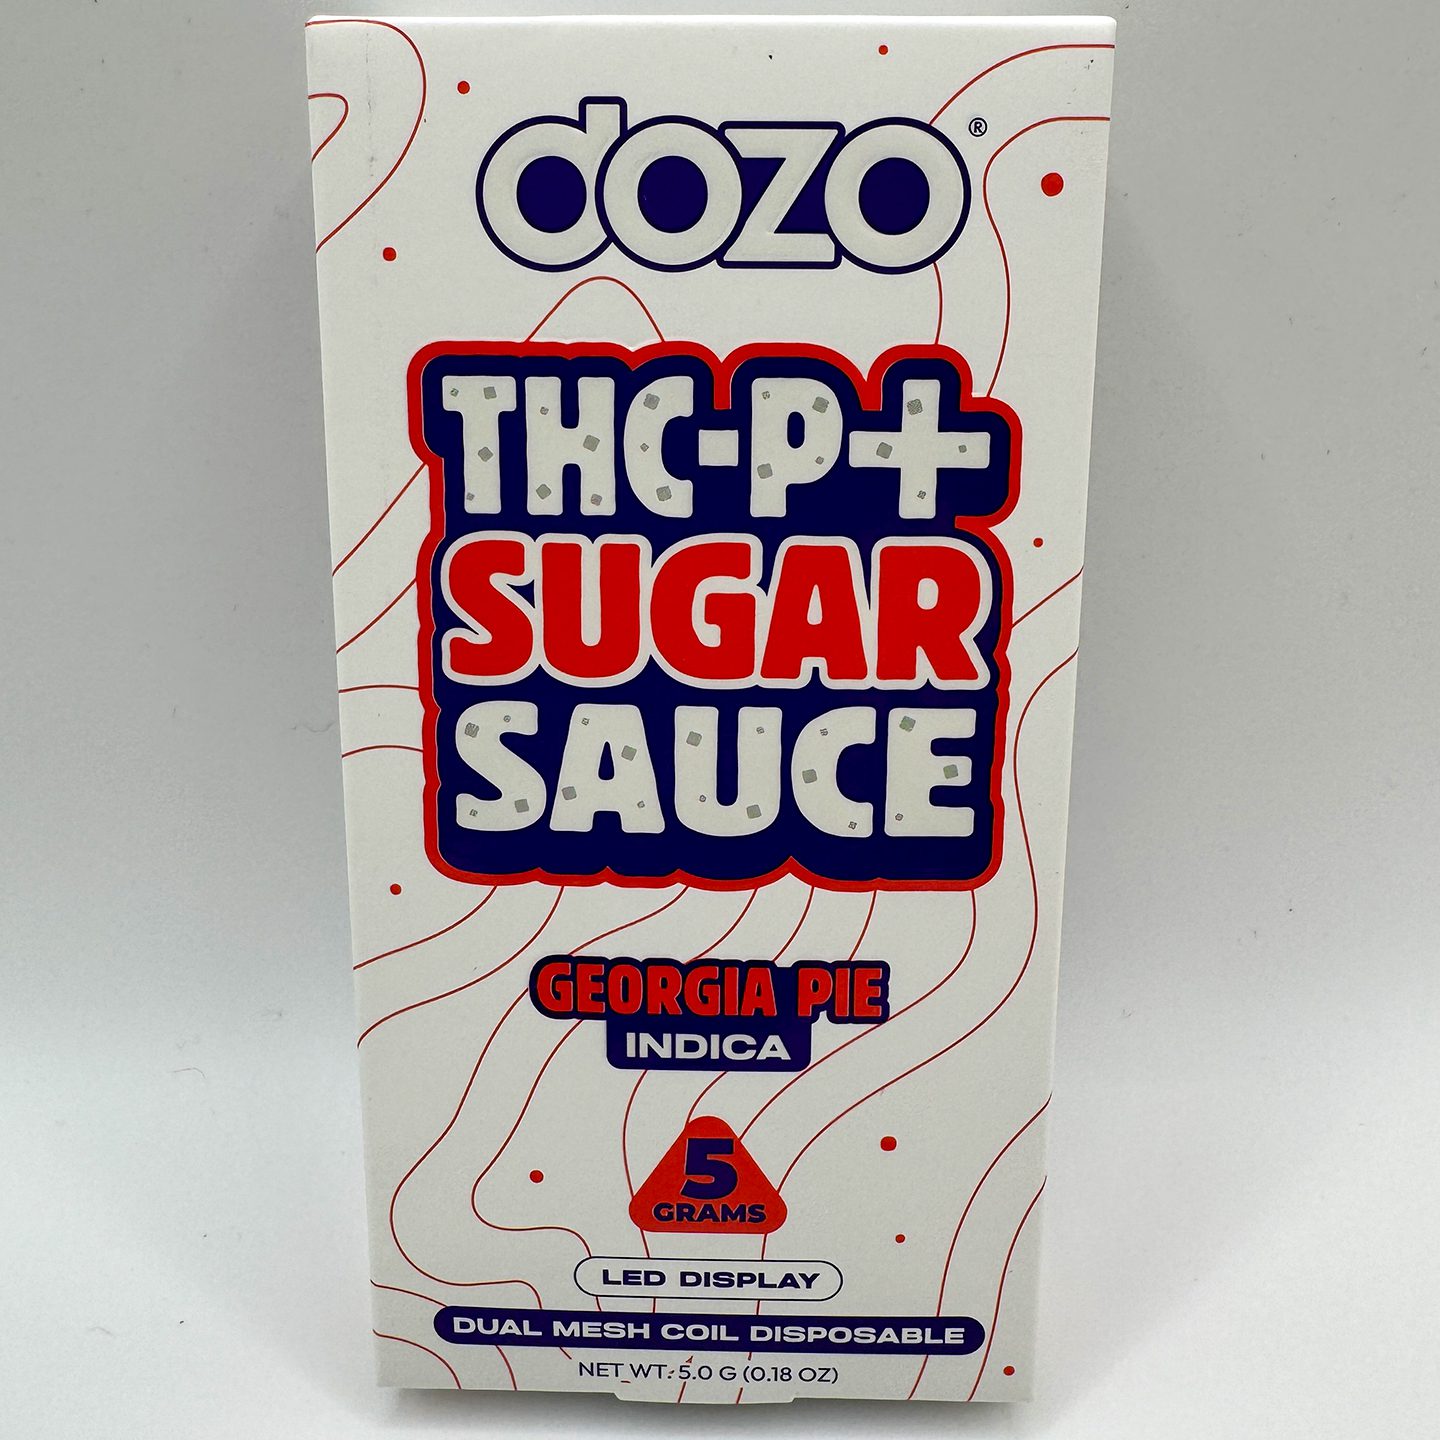 dozo®
THC-P+
SUGAR
SAUCE
GEORGIA PIE
INDICA
5
GRAMS
LED DISPLAY
DUAL MESH COIL DISPOSABLE
NET WT: 5.0 G (0.18 OZ)